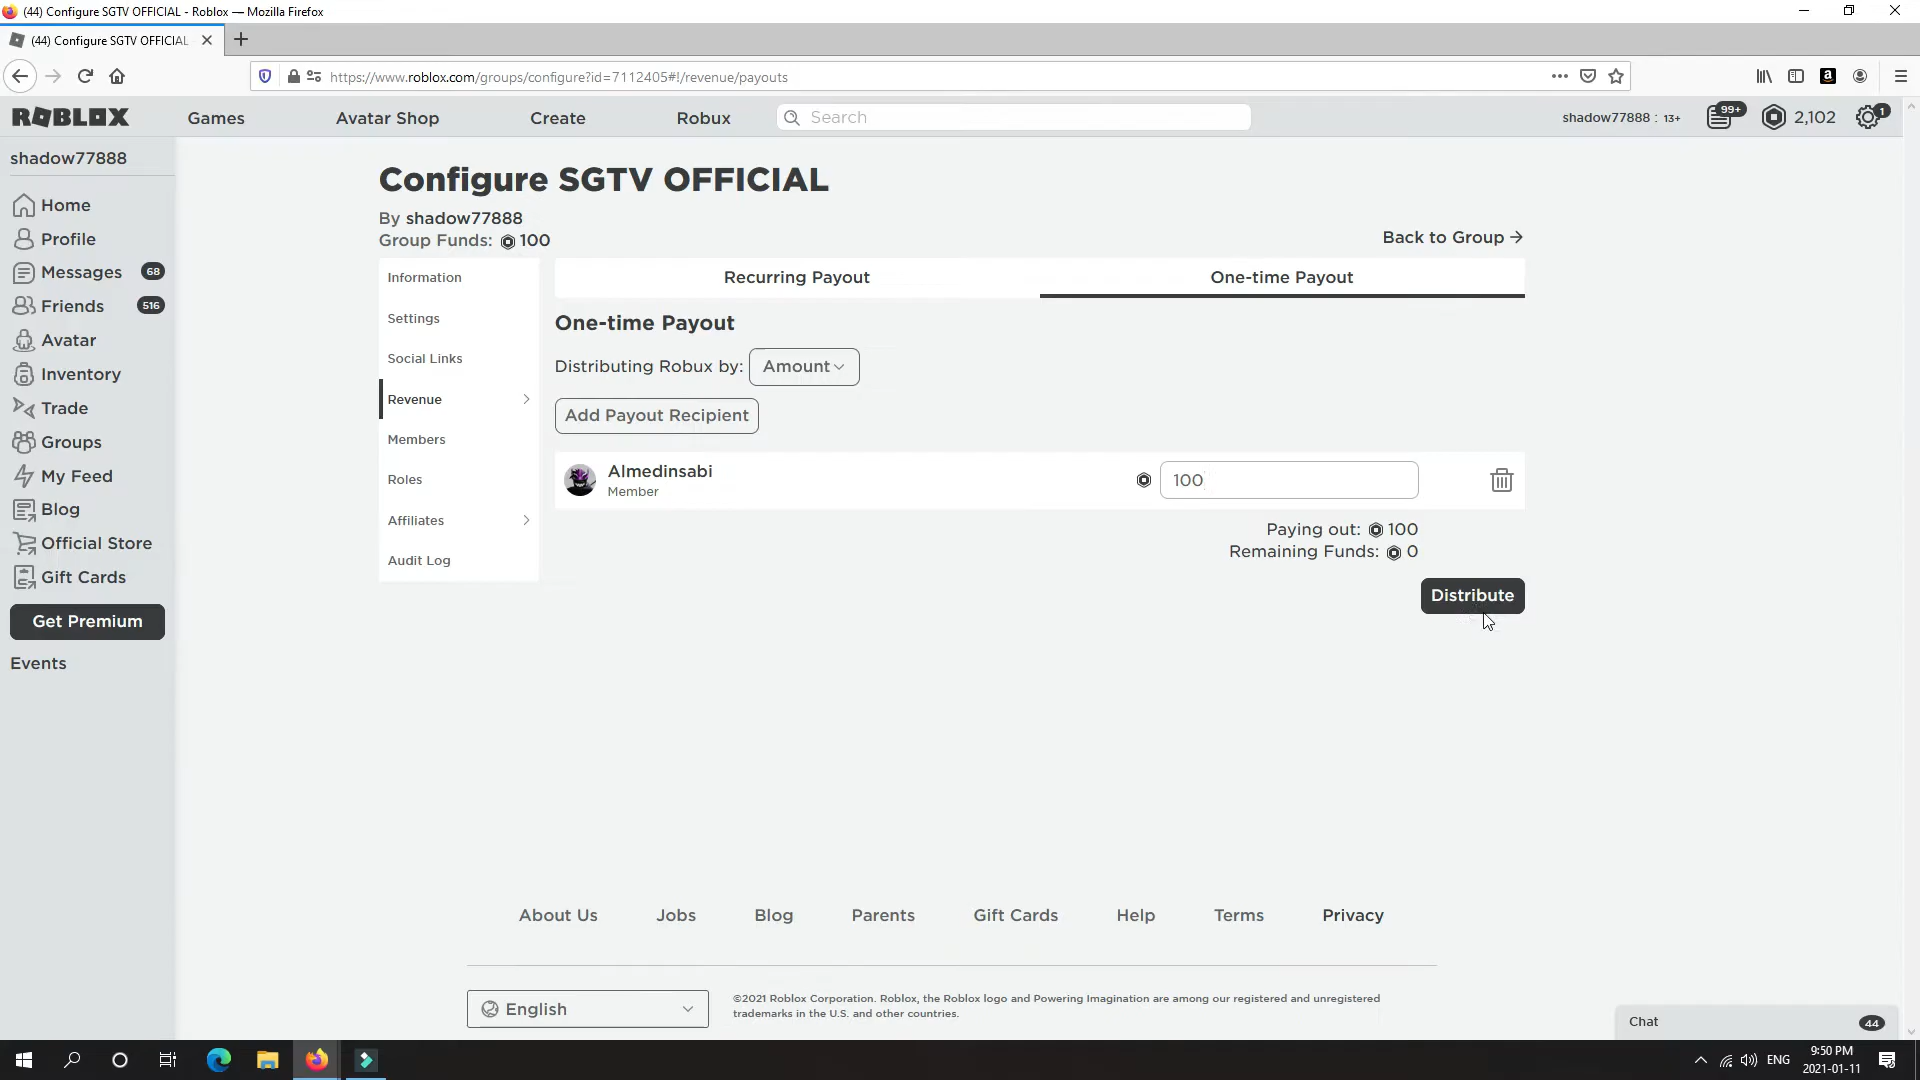 (44) Configure SGTV OFFICIAL - Roblox — Mozilla Firefox
(44) Configure SGTV OFFICIAL
https://www.roblox.com/groups/configure?id=7112405#!/revenue/payouts
ROBLOX
Games
Avatar Shop
Create
Robux
Search
shadow77888 : 13+
99+
2,102
1
shadow77888
Home
Profile
Messages 68
Friends 516
Avatar
Inventory
Trade
Groups
My Feed
Blog
Official Store
Gift Cards
Get Premium
Events
Configure SGTV OFFICIAL
By shadow77888
Group Funds: 100
Back to Group
Information
Settings
Social Links
Revenue
Members
Roles
Affiliates
Audit Log
Recurring Payout
One-time Payout
One-time Payout
Distributing Robux by: Amount
Add Payout Recipient
Almedinsabi
Member
100
Paying out: 100
Remaining Funds: 0
Distribute
About Us
Jobs
Blog
Parents
Gift Cards
Help
Terms
Privacy
English
©2021 Roblox Corporation. Roblox, the Roblox logo and Powering Imagination are among our registered and unregistered
trademarks in the U.S. and other countries.
Chat 44
ENG
9:50 PM
2021-01-11